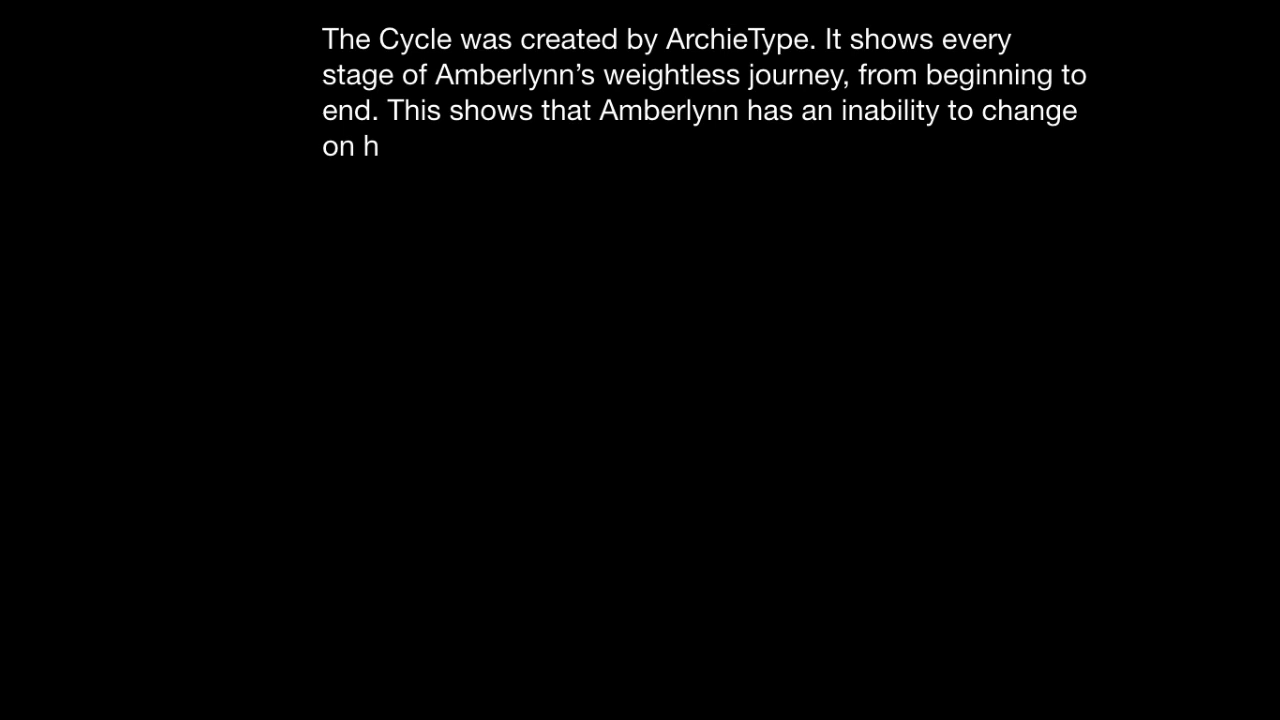 The Cycle was created by ArchieType. It shows every
stage of Amberlynn’s weightless journey, from beginning to
end. This shows that Amberlynn has an inability to change
on h